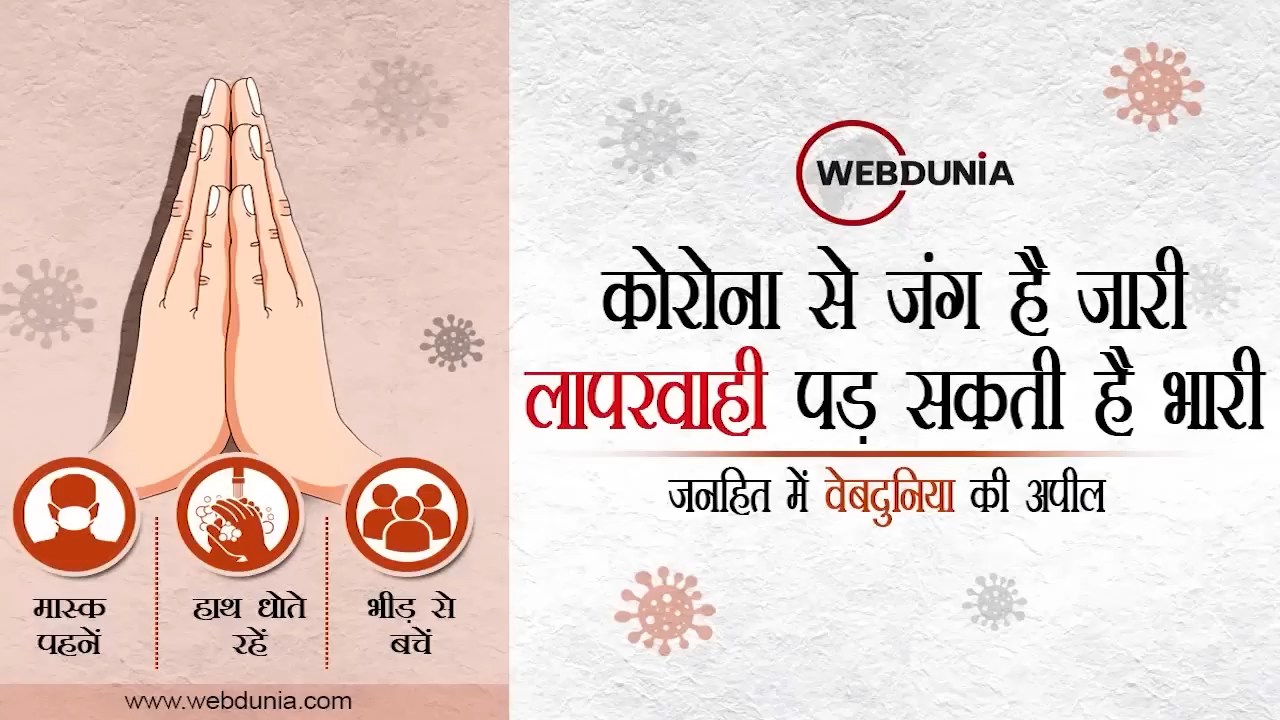 WEBDUNIA
कोरोना से जंग है जारी
लापरवाही पड़ सकती है भारी
जनहित में वेबदुनिया की अपील
मास्क
पहनें
हाथ धोते
रहें
भीड़ से
बचें
www.webdunia.com